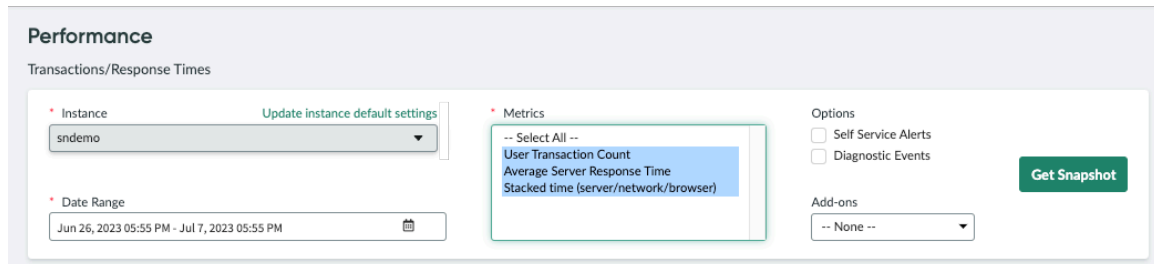 Performance
Transactions/Response Times
* Instance
Update instance default settings
sndemo
* Date Range
Jun 26, 2023 05:55 PM - Jul 7, 2023 05:55 PM
* Metrics
-- Select All --
User Transaction Count
Average Server Response Time
Stacked time (server/network/browser)
Options
Self Service Alerts
Diagnostic Events
Add-ons
-- None --
Get Snapshot